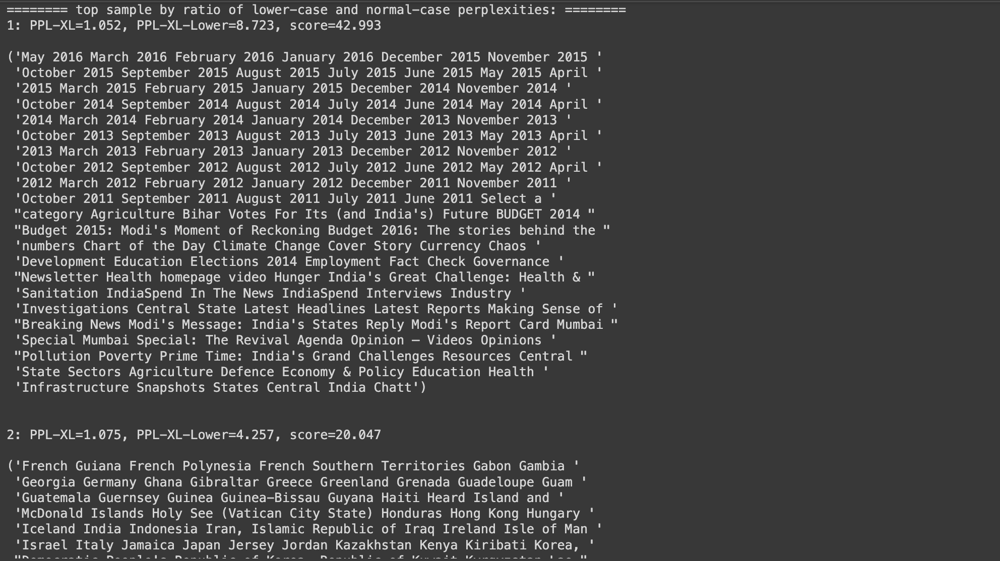 ======== top sample by ratio of lower-case and normal-case perplexities: ========
1: PPL-XL=1.052, PPL-XL-Lower=8.723, score=42.993
('May 2016 March 2016 February 2016 January 2016 December 2015 November 2015 '
'October 2015 September 2015 August 2015 July 2015 June 2015 May 2015 April '
'2015 March 2015 February 2015 January 2015 December 2014 November 2014 '
'October 2014 September 2014 August 2014 July 2014 June 2014 May 2014 April '
'2014 March 2014 February 2014 January 2014 December 2013 November 2013 '
'October 2013 September 2013 August 2013 July 2013 June 2013 May 2013 April '
'2013 March 2013 February 2013 January 2013 December 2012 November 2012 '
'October 2012 September 2012 August 2012 July 2012 June 2012 May 2012 April '
'2012 March 2012 February 2012 January 2012 December 2011 November 2011 '
'October 2011 September 2011 August 2011 July 2011 June 2011 Select a '
"category Agriculture Bihar Votes For Its (and India's) Future BUDGET 2014 "
"Budget 2015: Modi's Moment of Reckoning Budget 2016: The stories behind the "
'numbers Chart of the Day Climate Change Cover Story Currency Chaos '
'Development Education Elections 2014 Employment Fact Check Governance '
"Newsletter Health homepage video Hunger India's Great Challenge: Health & "
'Sanitation IndiaSpend In The News IndiaSpend Interviews Industry '
'Investigations Central State Latest Headlines Latest Reports Making Sense of '
"Breaking News Modi's Message: India's States Reply Modi's Report Card Mumbai "
'Special Mumbai Special: The Revival Agenda Opinion – Videos Opinions '
"Pollution Poverty Prime Time: India's Grand Challenges Resources Central "
'State Sectors Agriculture Defence Economy & Policy Education Health '
'Infrastructure Snapshots States Central India Chatt')
2: PPL-XL=1.075, PPL-XL-Lower=4.257, score=20.047
('French Guiana French Polynesia French Southern Territories Gabon Gambia '
'Georgia Germany Ghana Gibraltar Greece Greenland Grenada Guadeloupe Guam '
'Guatemala Guernsey Guinea Guinea-Bissau Guyana Haiti Heard Island and '
'McDonald Islands Holy See (Vatican City State) Honduras Hong Kong Hungary '
'Iceland India Indonesia Iran, Islamic Republic of Iraq Ireland Isle of Man '
'Israel Italy Jamaica Japan Jersey Jordan Kazakhstan Kenya Kiribati Korea, '
"Democratic People's Republic of Korea, Republic of Kuwait Kyrgyzstan Lao "